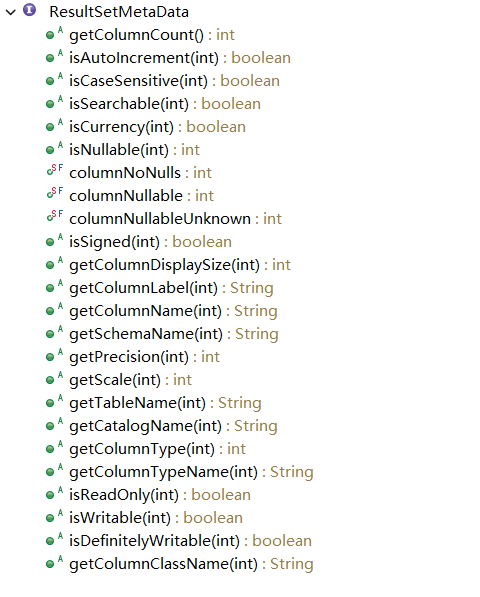 ResultSetMetaData
getColumnCount() : int
isAutoIncrement(int) : boolean
isCaseSensitive(int) : boolean
isSearchable(int) : boolean
isCurrency(int) : boolean
isNullable(int) : int
columnNoNulls : int
columnNullable : int
columnNullableUnknown : int
isSigned(int) : boolean
getColumnDisplaySize(int) : int
getColumnLabel(int) : String
getColumnName(int) : String
getSchemaName(int) : String
getPrecision(int) : int
getScale(int) : int
getTableName(int) : String
getCatalogName(int) : String
getColumnType(int) : int
getColumnTypeName(int) : String
isReadOnly(int) : boolean
isWritable(int) : boolean
isDefinitelyWritable(int) : boolean
getColumnClassName(int) : String